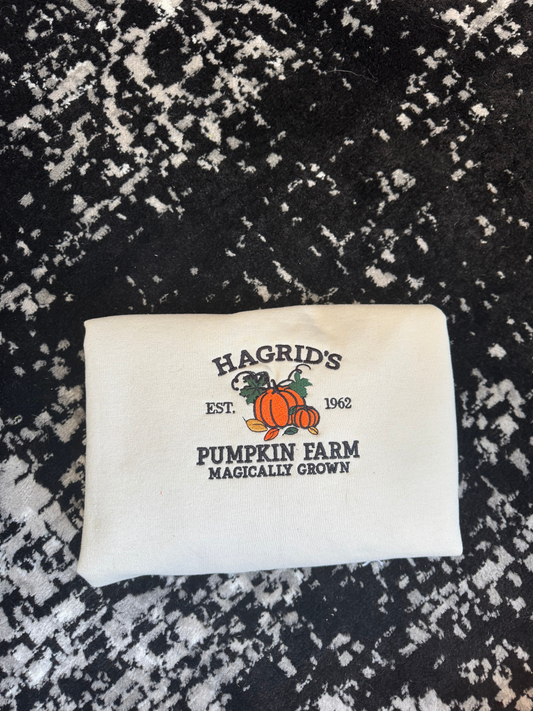 HAGRID'S
EST. 1962
PUMPKIN FARM
MAGICALLY GROWN